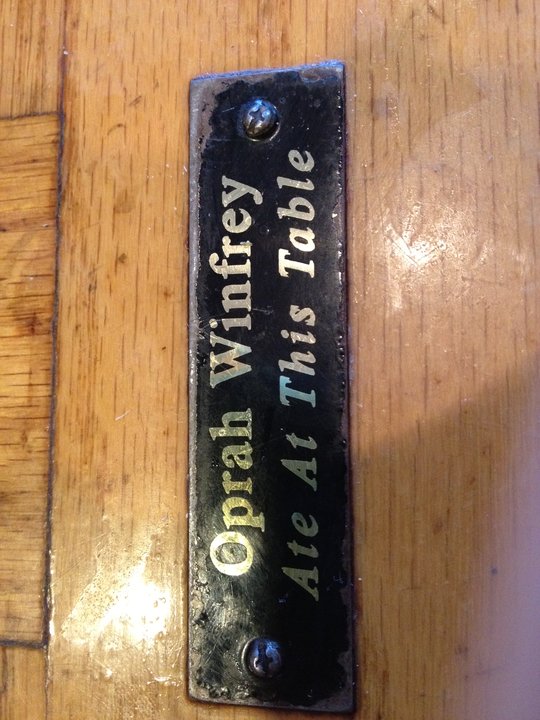 Oprah Winfrey
Ate At This Table